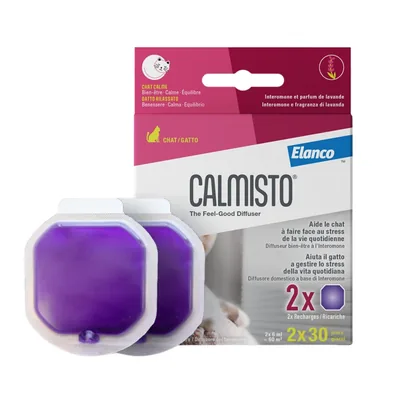 CHAT CALME
Bien-être · Calme · Équilibre
GATTO RILASSATO
Benessere · Calma · Equilibrio
Interomone et parfum de lavande
Interomone e fragranza di lavanda
CHAT/GATTO
Elanco™
CALMISTO®
The Feel-Good Diffuser
Aide le chat
à faire face au stress
de la vie quotidienne
Diffuseur bien-être à l'Interomone
Aiuta il gatto
a gestire lo stress
della vita quotidiana
Diffusore domestico a base di Interomone
2x
2x Recharges/Ricariche
2x30